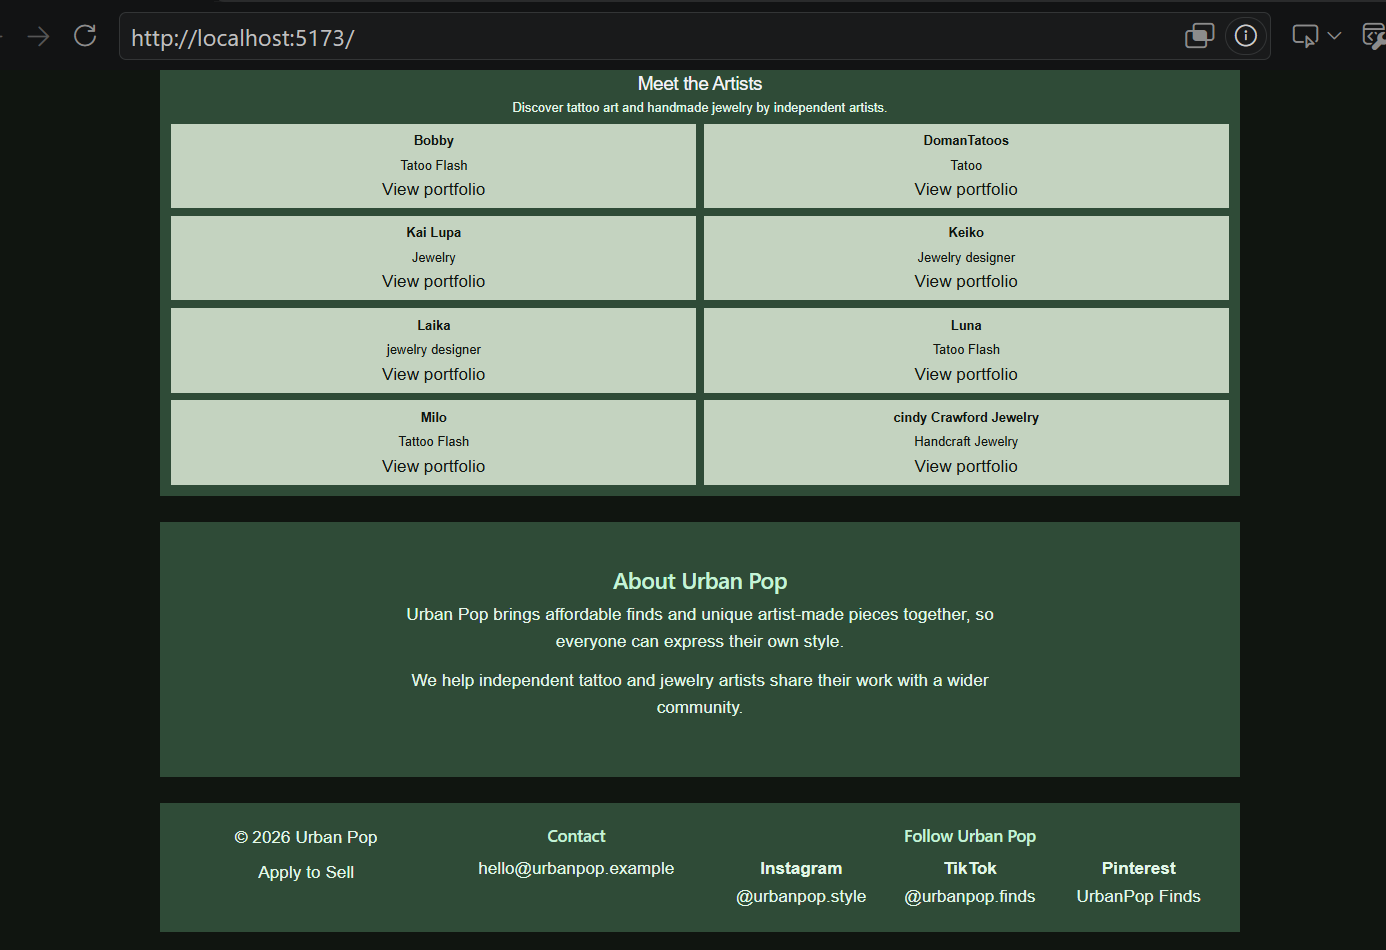 http://localhost:5173/
Meet the Artists
Discover tattoo art and handmade jewelry by independent artists.
Bobby
Tatoo Flash
View portfolio
DomanTatoos
Tatoo
View portfolio
Kai Lupa
Jewelry
View portfolio
Keiko
Jewelry designer
View portfolio
Laika
jewelry designer
View portfolio
Luna
Tatoo Flash
View portfolio
Milo
Tattoo Flash
View portfolio
cindy Crawford Jewelry
Handcraft Jewelry
View portfolio
About Urban Pop
Urban Pop brings affordable finds and unique artist-made pieces together, so
everyone can express their own style.
We help independent tattoo and jewelry artists share their work with a wider
community.
© 2026 Urban Pop
Apply to Sell
Contact
hello@urbanpop.example
Follow Urban Pop
Instagram
@urbanpop.style
TikTok
@urbanpop.finds
Pinterest
UrbanPop Finds